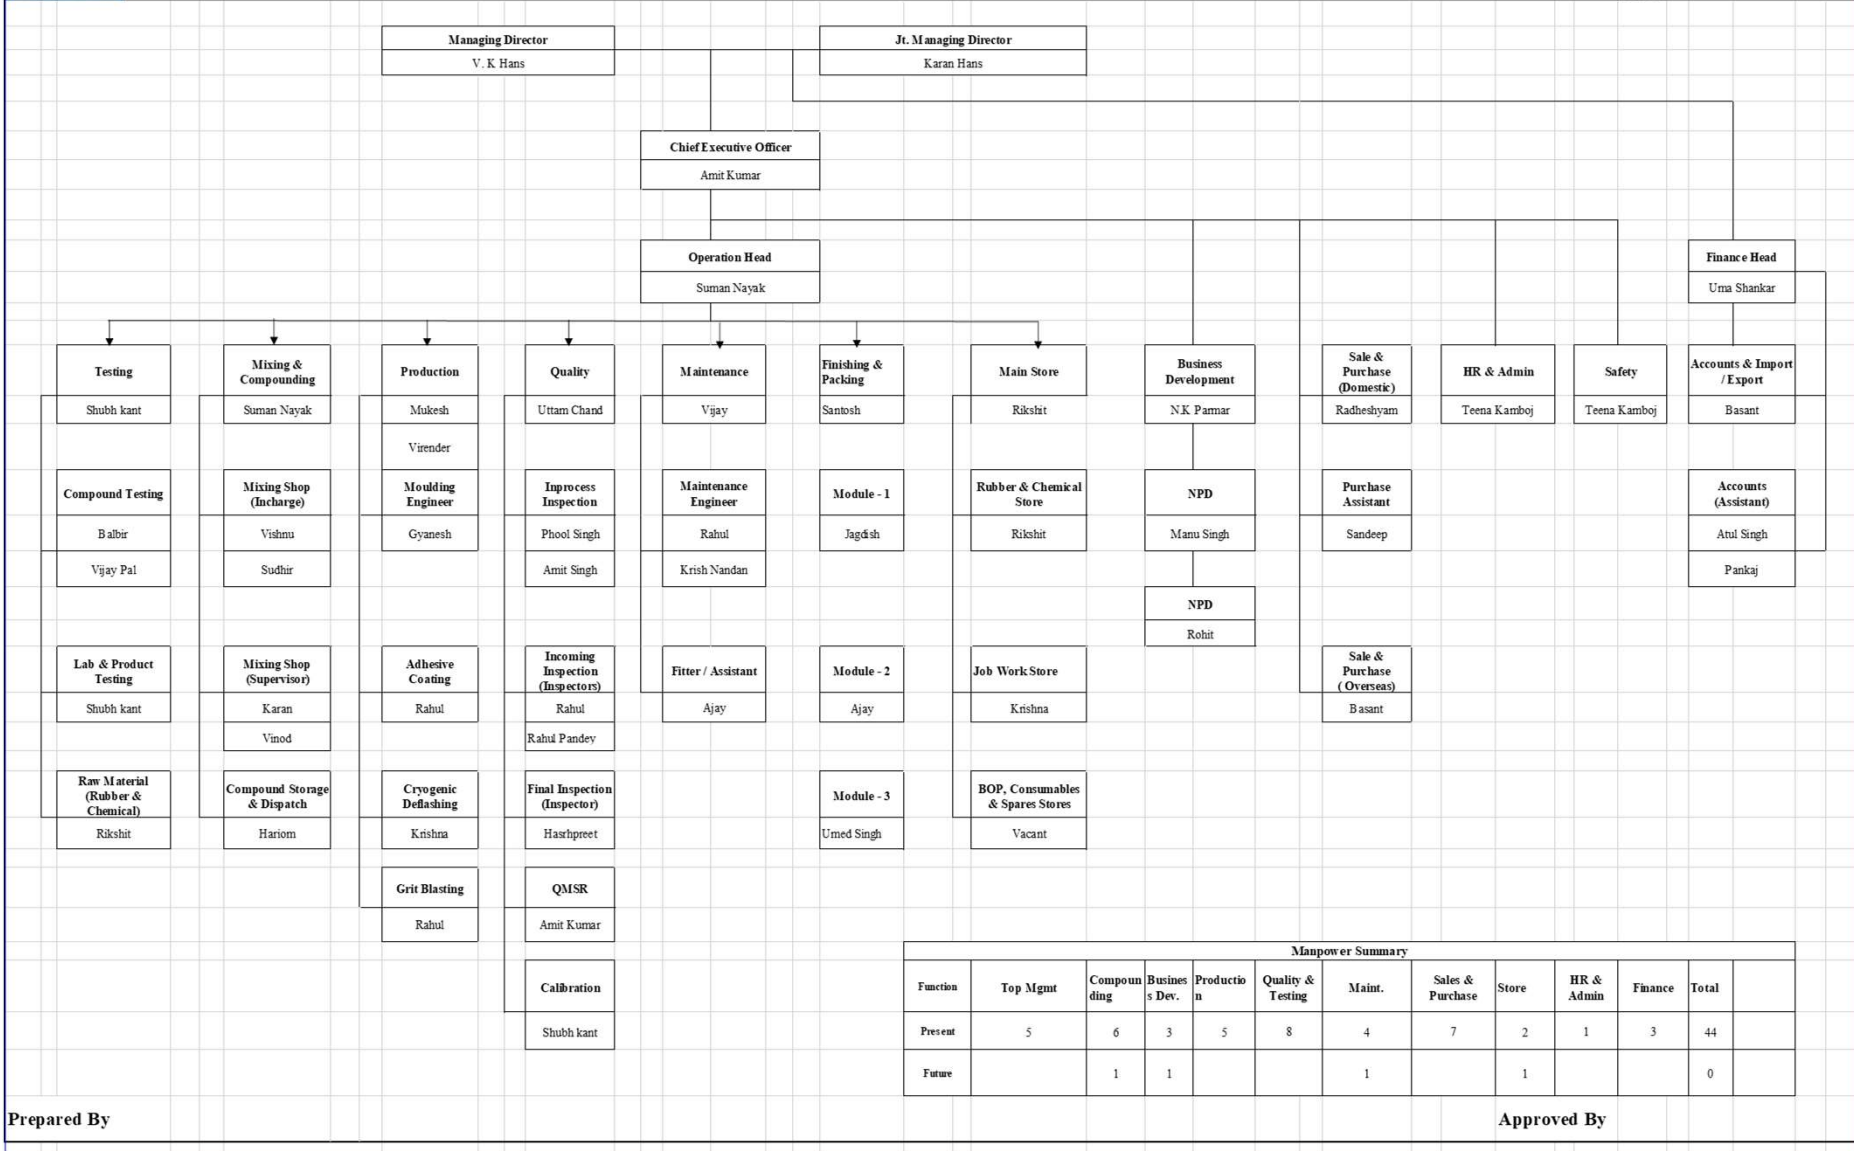 Managing Director
V. K Hans
Jt. Managing Director
Karan Hans
Chief Executive Officer
Amit Kumar
Operation Head
Suman Nayak
Finance Head
Uma Shankar
Testing
Shubh kant
Mixing &
Compounding
Suman Nayak
Production
Mukesh
Virender
Quality
Uttam Chand
Maintenance
Vijay
Finishing &
Packing
Santosh
Main Store
Rikshit
Business
Development
N.K Parmar
Sale &
Purchase
(Domestic)
Radheshyam
HR & Admin
Teena Kamboj
Safety
Teena Kamboj
Accounts & Import
/ Export
Basant
Compound Testing
Balbir
Vijay Pal
Mixing Shop
(Incharge)
Vishnu
Sudhir
Moulding
Engineer
Gyanesh
Inprocess
Inspection
Phool Singh
Amit Singh
Maintenance
Engineer
Rahul
Krish Nandan
Module - 1
Jagdish
Rubber & Chemical
Store
Rikshit
NPD
Manu Singh
NPD
Rohit
Purchase
Assistant
Sandeep
Accounts
(Assistant)
Atul Singh
Pankaj
Lab & Product
Testing
Shubh kant
Mixing Shop
(Supervisor)
Karan
Vinod
Adhesive
Coating
Rahul
Incoming
Inspection
(Inspectors)
Rahul
Rahul Pandey
Fitter / Assistant
Ajay
Module - 2
Ajay
Job Work Store
Krishna
Sale &
Purchase
( Overseas)
Basant
Raw Material
(Rubber &
Chemical)
Rikshit
Compound Storage
& Dispatch
Hariom
Cryogenic
Deflashing
Krishna
Final Inspection
(Inspector)
Hasrhpreet
Module - 3
Umed Singh
BOP, Consumables
& Spares Stores
Vacant
Grit Blasting
Rahul
QMSR
Amit Kumar
Calibration
Shubh kant
Manpower Summary
Function
Top Mgmt
Compoun
ding
Busines
s Dev.
Productio
n
Quality &
Testing
Maint.
Sales &
Purchase
Store
HR &
Admin
Finance
Total
Present 5 6 3 5 8 4 7 2 1 3 44
Future 1 1 1 1 0
Prepared By
Approved By